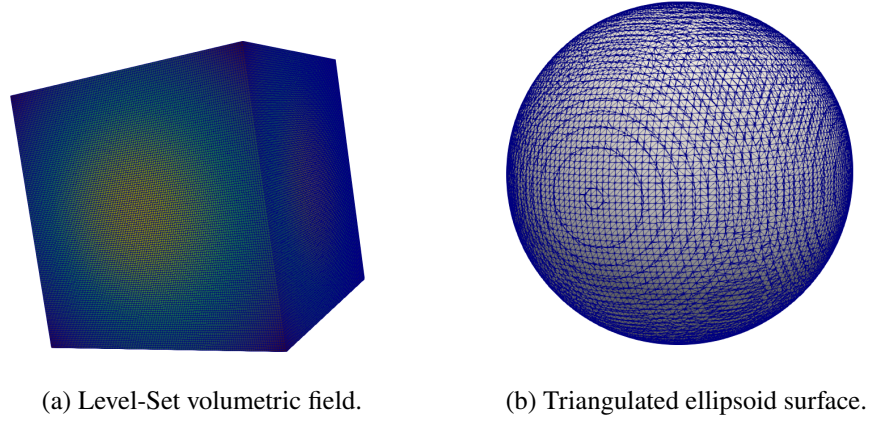 (a) Level-Set volumetric field.
(b) Triangulated ellipsoid surface.